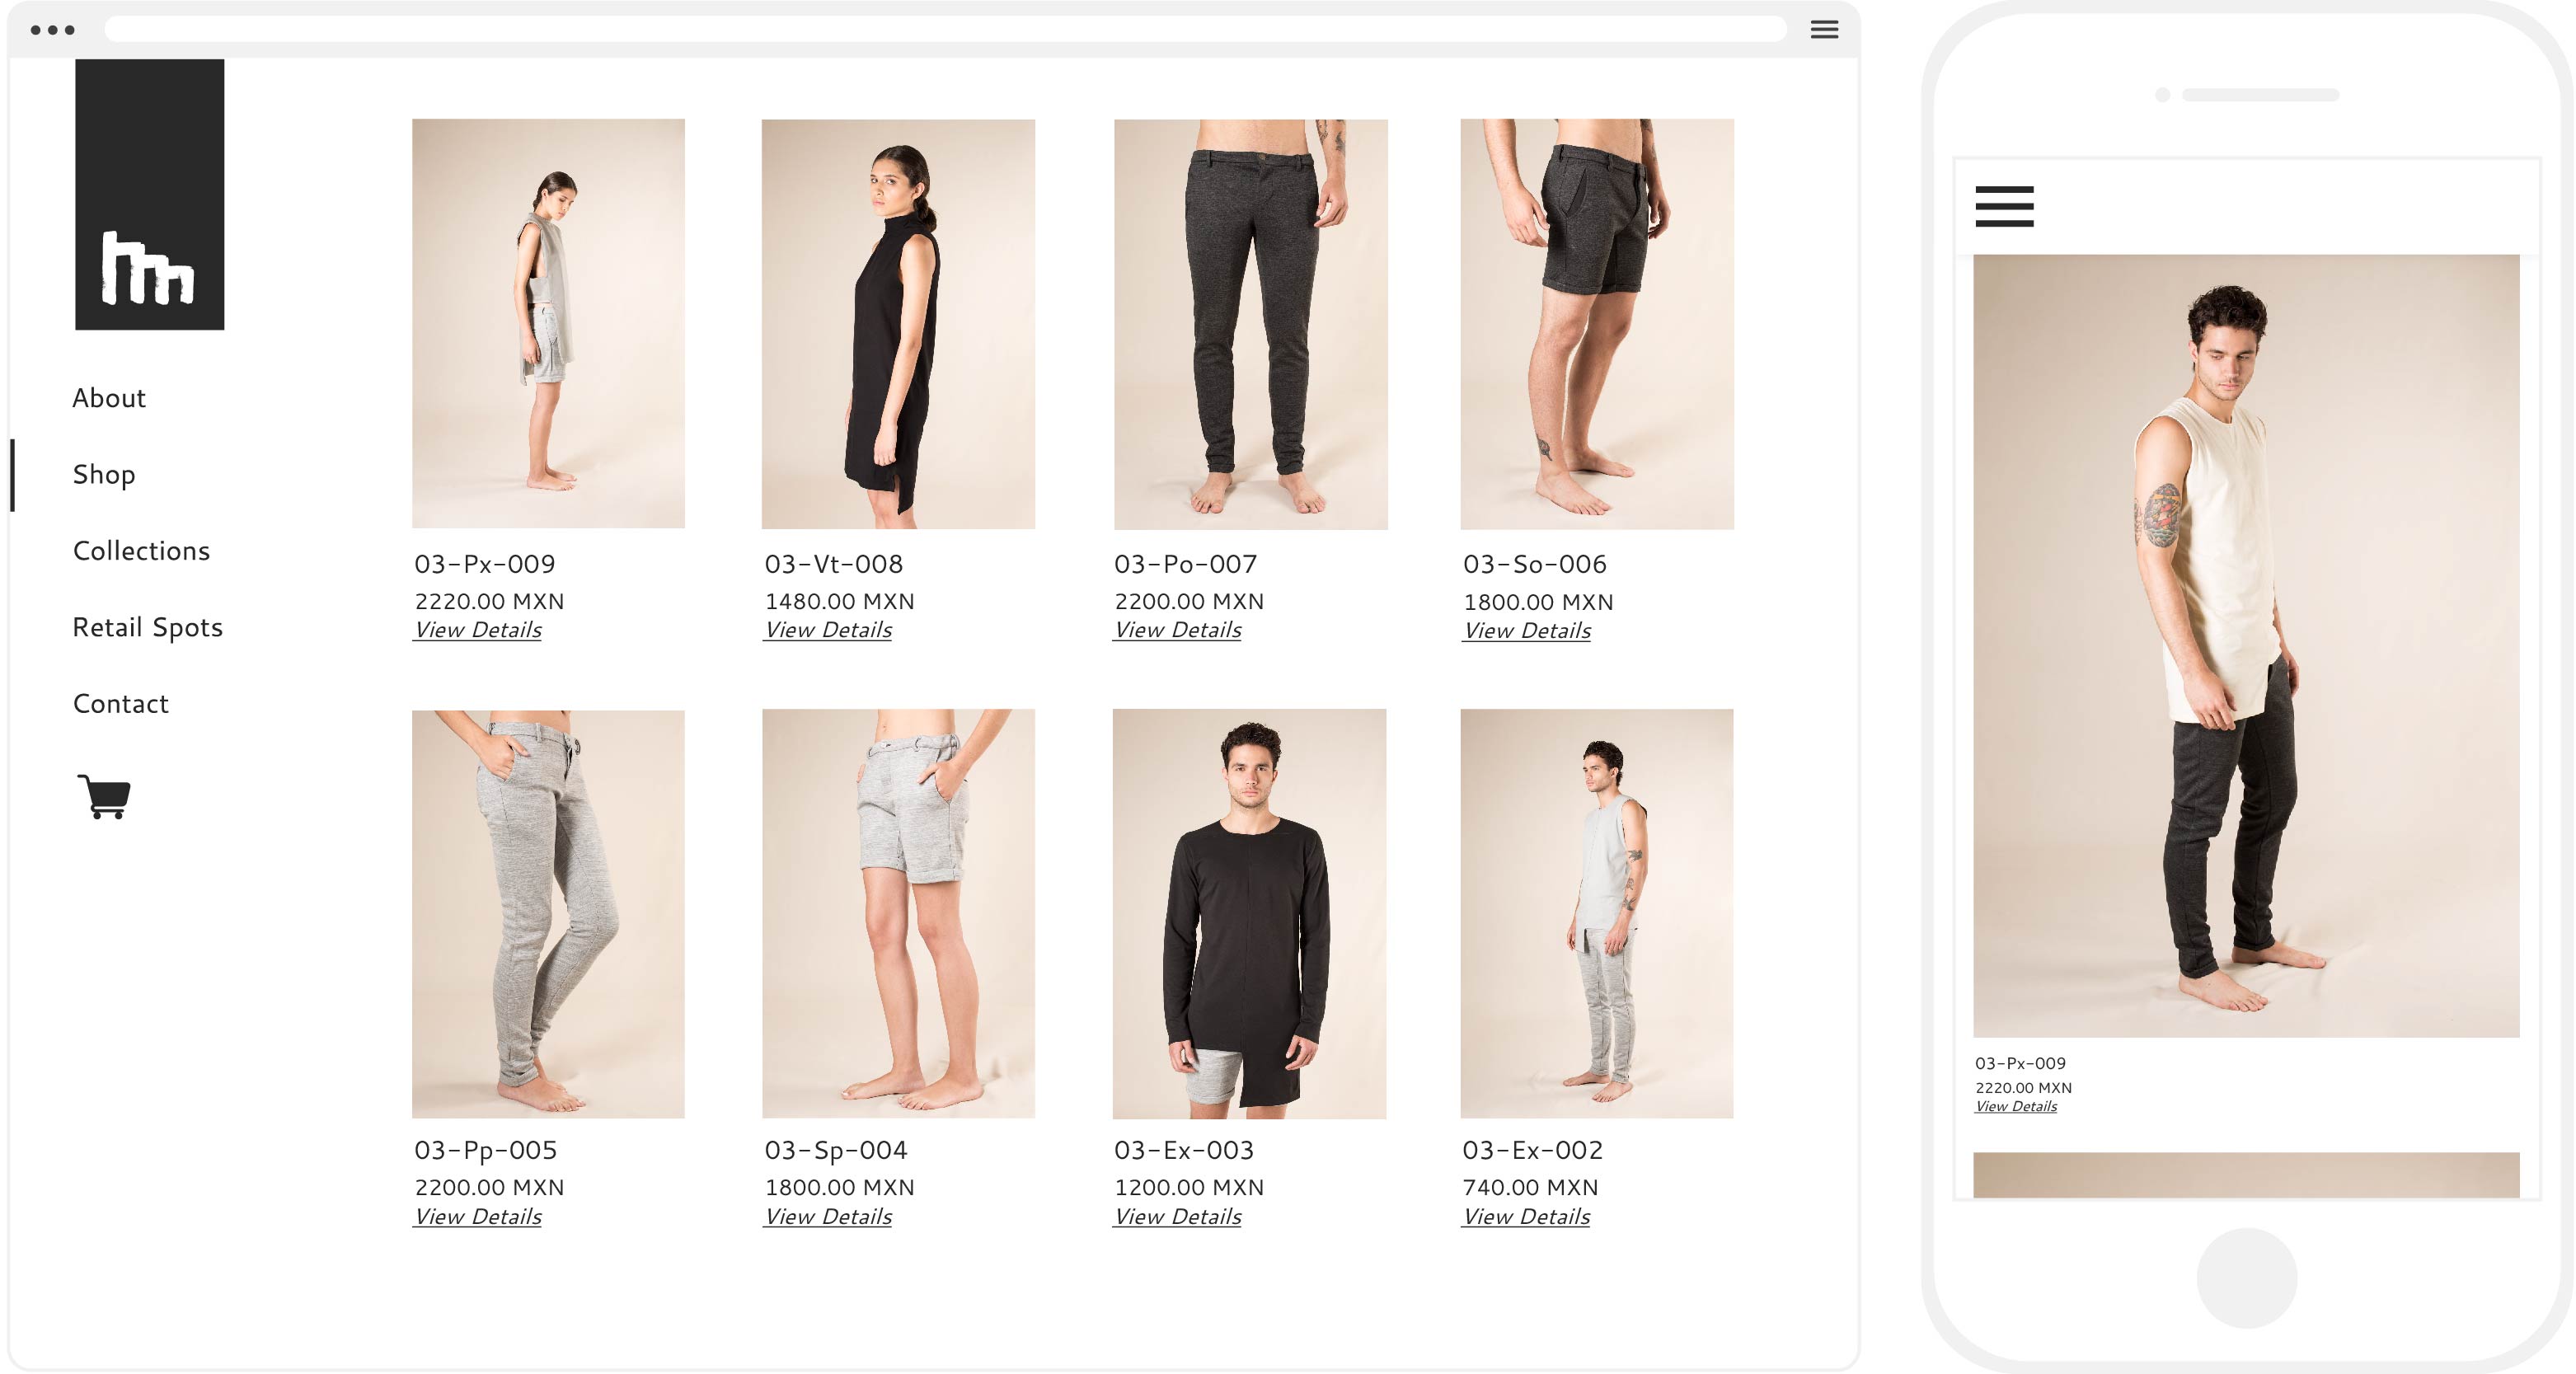 hm
About
Shop
Collections
Retail Spots
Contact
03-Px-009
2220.00 MXN
View Details
03-Vt-008
1480.00 MXN
View Details
03-Po-007
2200.00 MXN
View Details
03-So-006
1800.00 MXN
View Details
03-Pp-005
2200.00 MXN
View Details
03-Sp-004
1800.00 MXN
View Details
03-Ex-003
1200.00 MXN
View Details
03-Ex-002
740.00 MXN
View Details
03-Px-009
2220.00 MXN
View Details